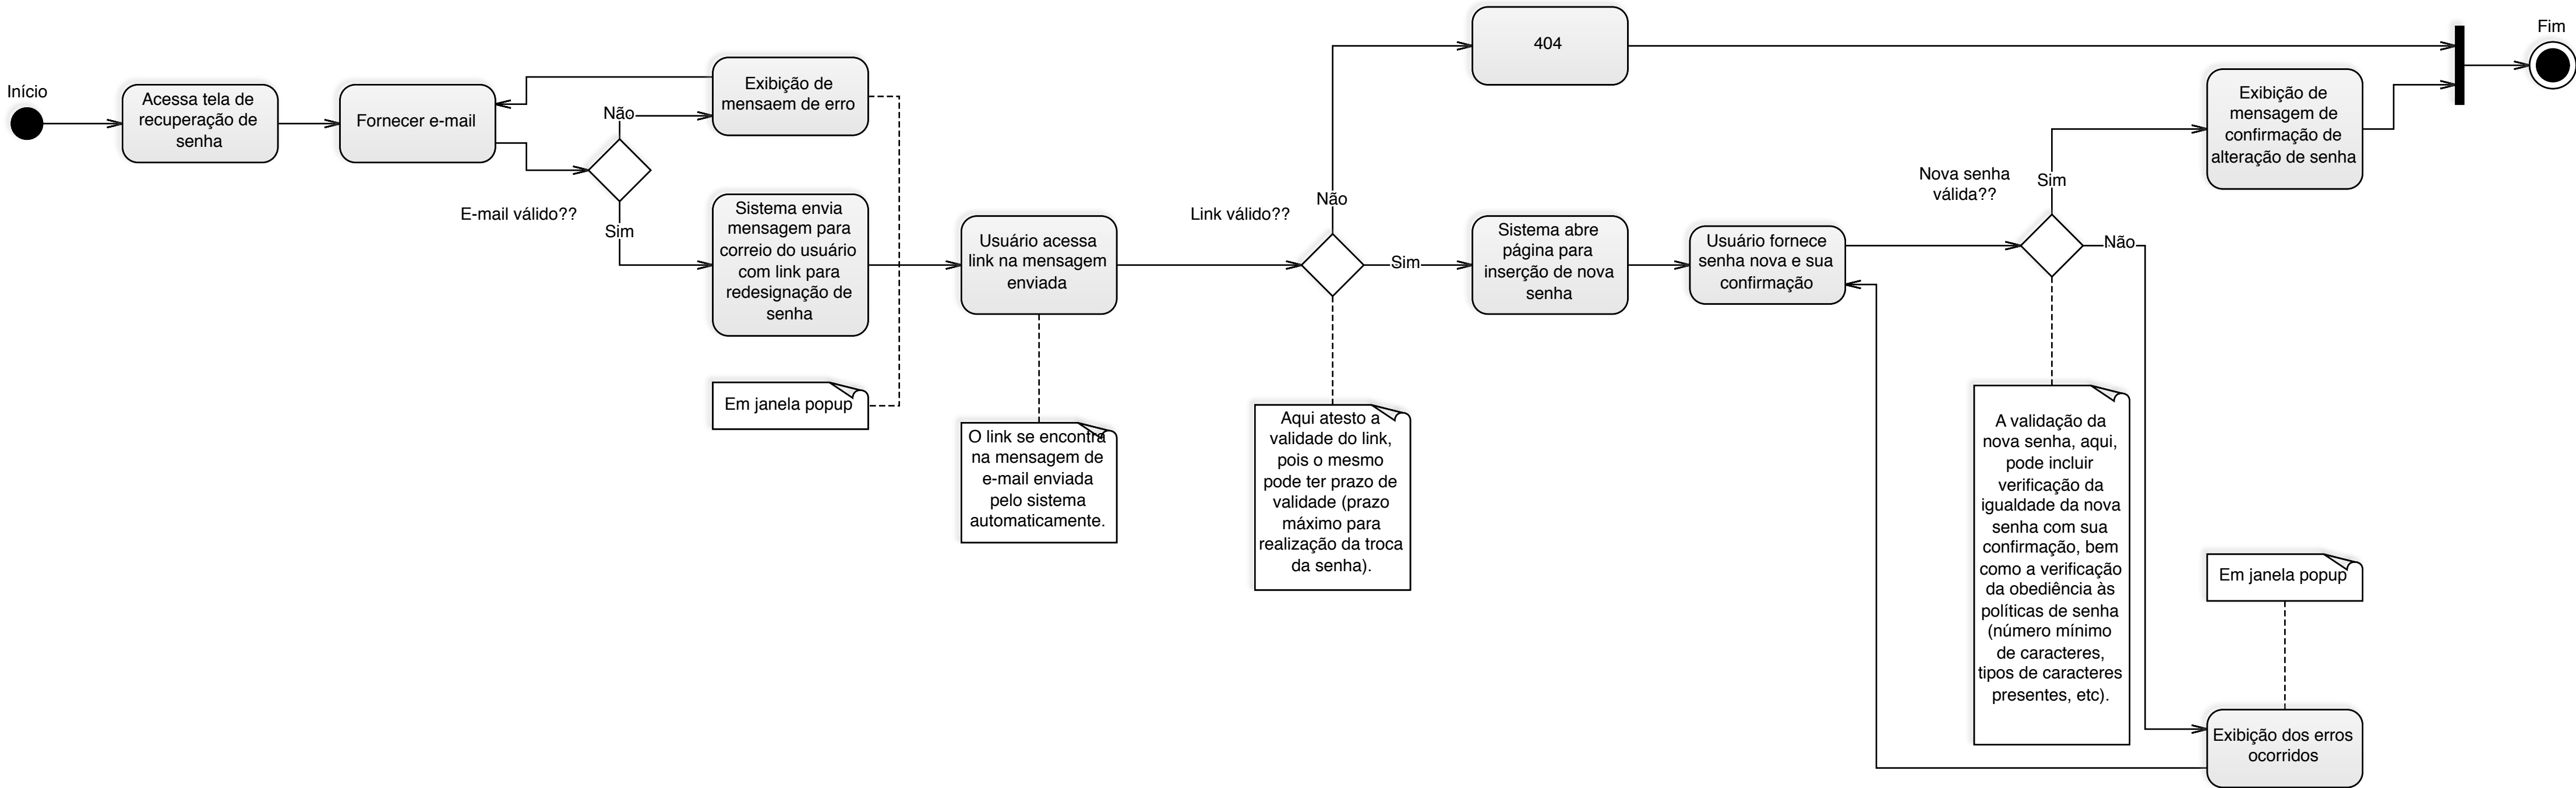 Início
Acessa tela de
recuperação de
senha
Fornecer e-mail
E-mail válido??
Não
Sim
Exibição de
mensaem de erro
Sistema envia
mensagem para
correio do usuário
com link para
redesignação de
senha
Em janela popup
Usuário acessa
link na mensagem
enviada
O link se encontra
na mensagem de
e-mail enviada
pelo sistema
automaticamente.
Link válido??
Não
Sim
Aqui atesto a
validade do link,
pois o mesmo
pode ter prazo de
validade (prazo
máximo para
realização da troca
da senha).
404
Sistema abre
página para
inserção de nova
senha
Usuário fornece
senha nova e sua
confirmação
Nova senha
válida??
Sim
Não
A validação da
nova senha, aqui,
pode incluir
verificação da
igualdade da nova
senha com sua
confirmação, bem
como a verificação
da obediência às
políticas de senha
(número mínimo
de caracteres,
tipos de caracteres
presentes, etc).
Exibição de
mensagem de
confirmação de
alteração de senha
Em janela popup
Exibição dos erros
ocorridos
Fim